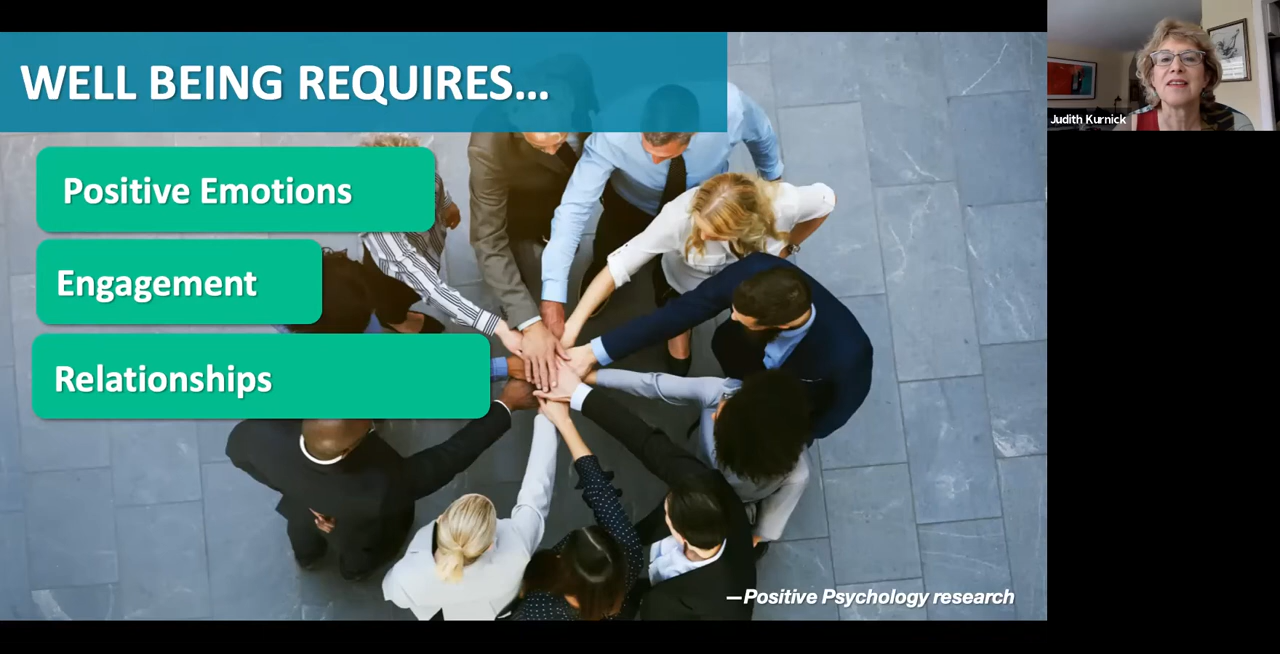 WELL BEING REQUIRES...
Positive Emotions
Engagement
Relationships
—Positive Psychology research
Judith Kurnick